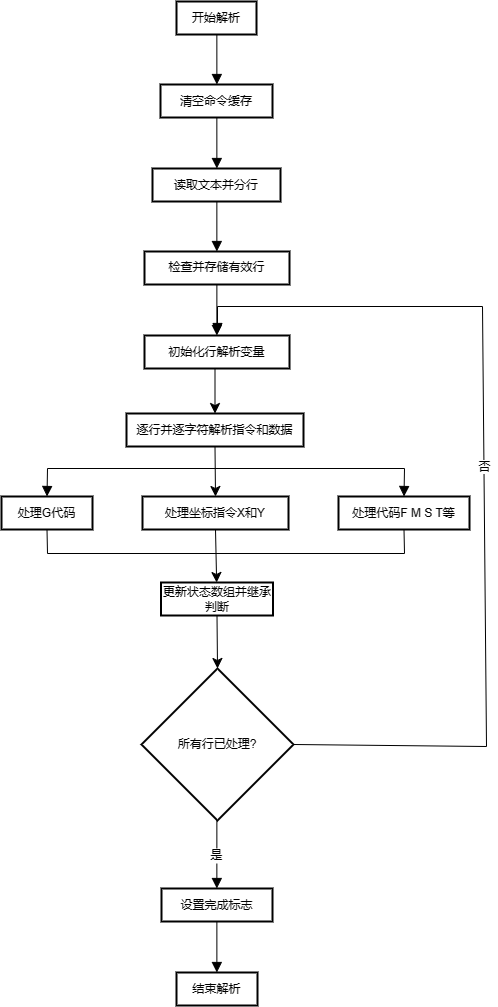 开始解析
清空命令缓存
读取文本并分行
检查并存储有效行
初始化行解析变量
逐行并逐字符解析指令和数据
否
处理G代码
处理坐标指令X和Y
处理代码F M S T等
更新状态数组并继承
判断
所有行已处理?
是
设置完成标志
结束解析